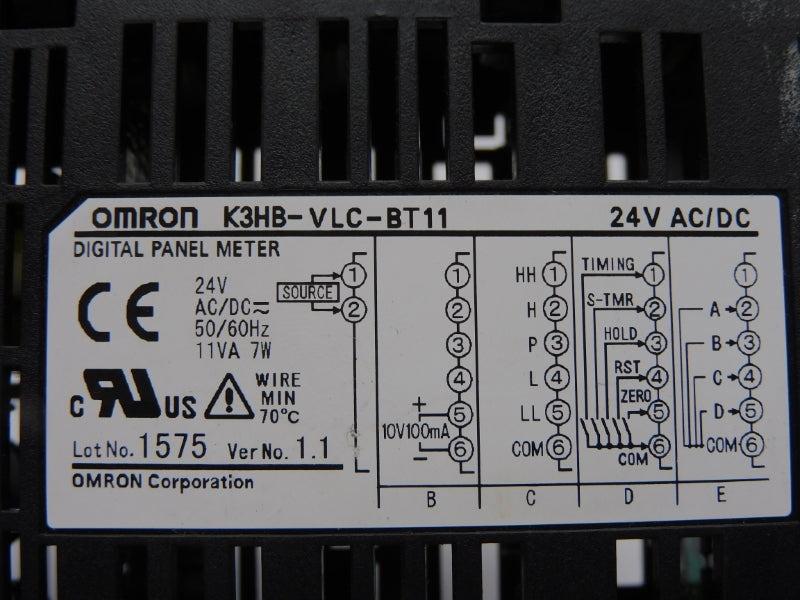 OMRON K3HB-VLC-BT11 24V AC/DC
DIGITAL PANEL METER
24V
AC/DC≂
50/60Hz
11VA 7W
SOURCE
CE
c RU US
WIRE
MIN
70°C
Lot No. 1575 Ver No. 1.1
OMRON Corporation
1
2
1
2
3
4
+ 5
10V100mA
- 6
B
HH 1
H 2
P 3
L 4
LL 5
COM 6
C
TIMING 1
S-TMR 2
HOLD 3
RST 4
ZERO 5
COM 6
D
1
A 2
B 3
C 4
D 5
COM 6
E